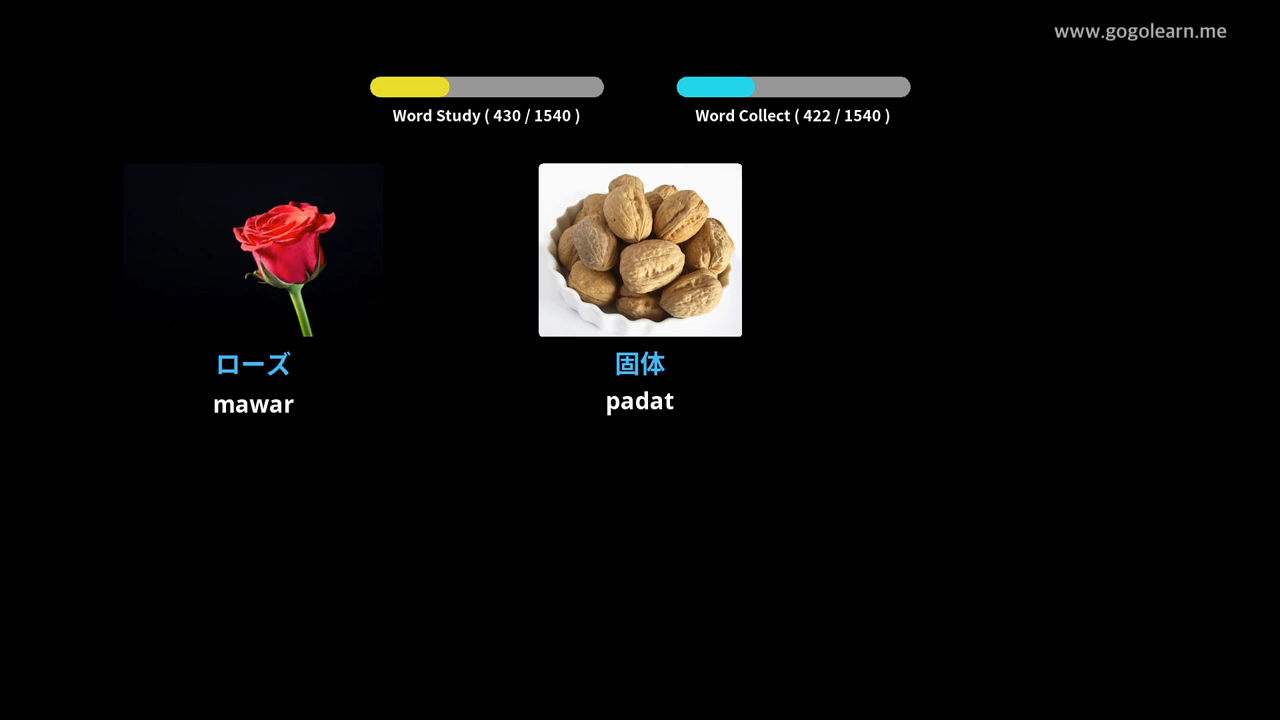 www.gogolearn.me
Word Study ( 430 / 1540 )
Word Collect ( 422 / 1540 )
ローズ
mawar
固体
padat